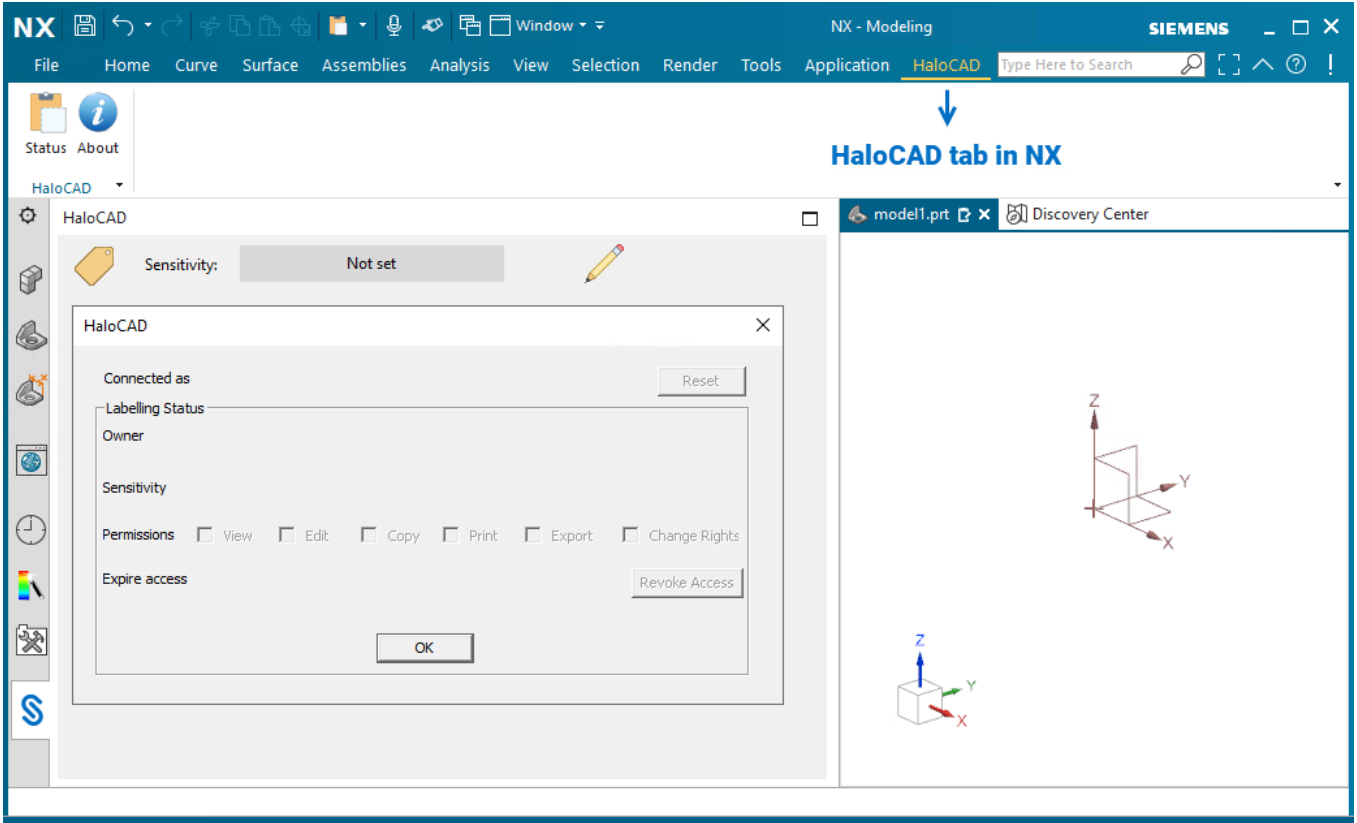 NX Window NX - Modeling SIEMENS
File Home Curve Surface Assemblies Analysis View Selection Render Tools Application HaloCAD Type Here to Search
Status About
HaloCAD
HaloCAD tab in NX
HaloCAD
model1.prt Discovery Center
Sensitivity: Not set
HaloCAD
Connected as Reset
Labelling Status
Owner
Sensitivity
Permissions View Edit Copy Print Export Change Rights
Expire access Revoke Access
OK
Z
Y
X
Z
Y
X